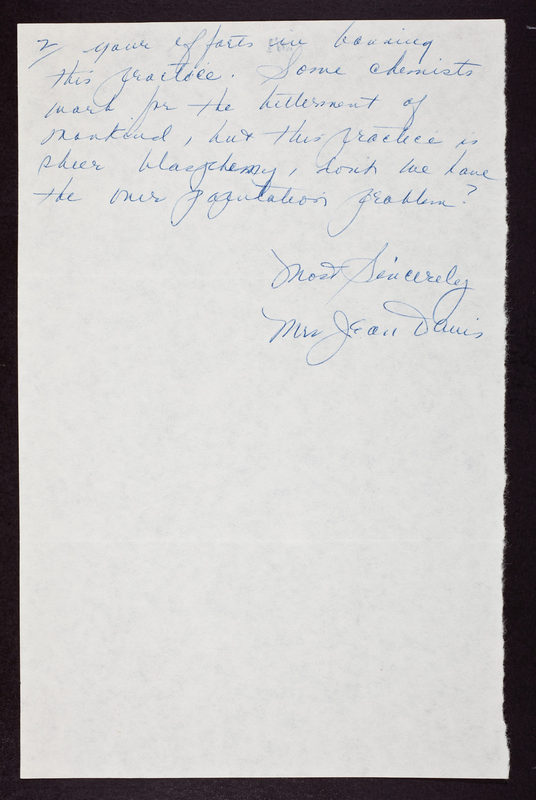 2 your efforts in banning
this practice. Some chemists
work for the betterment of
mankind, but this practice is
sheer blasphemy, don't we have
the over population problem?
Most Sincerely
Mrs Jean Davis